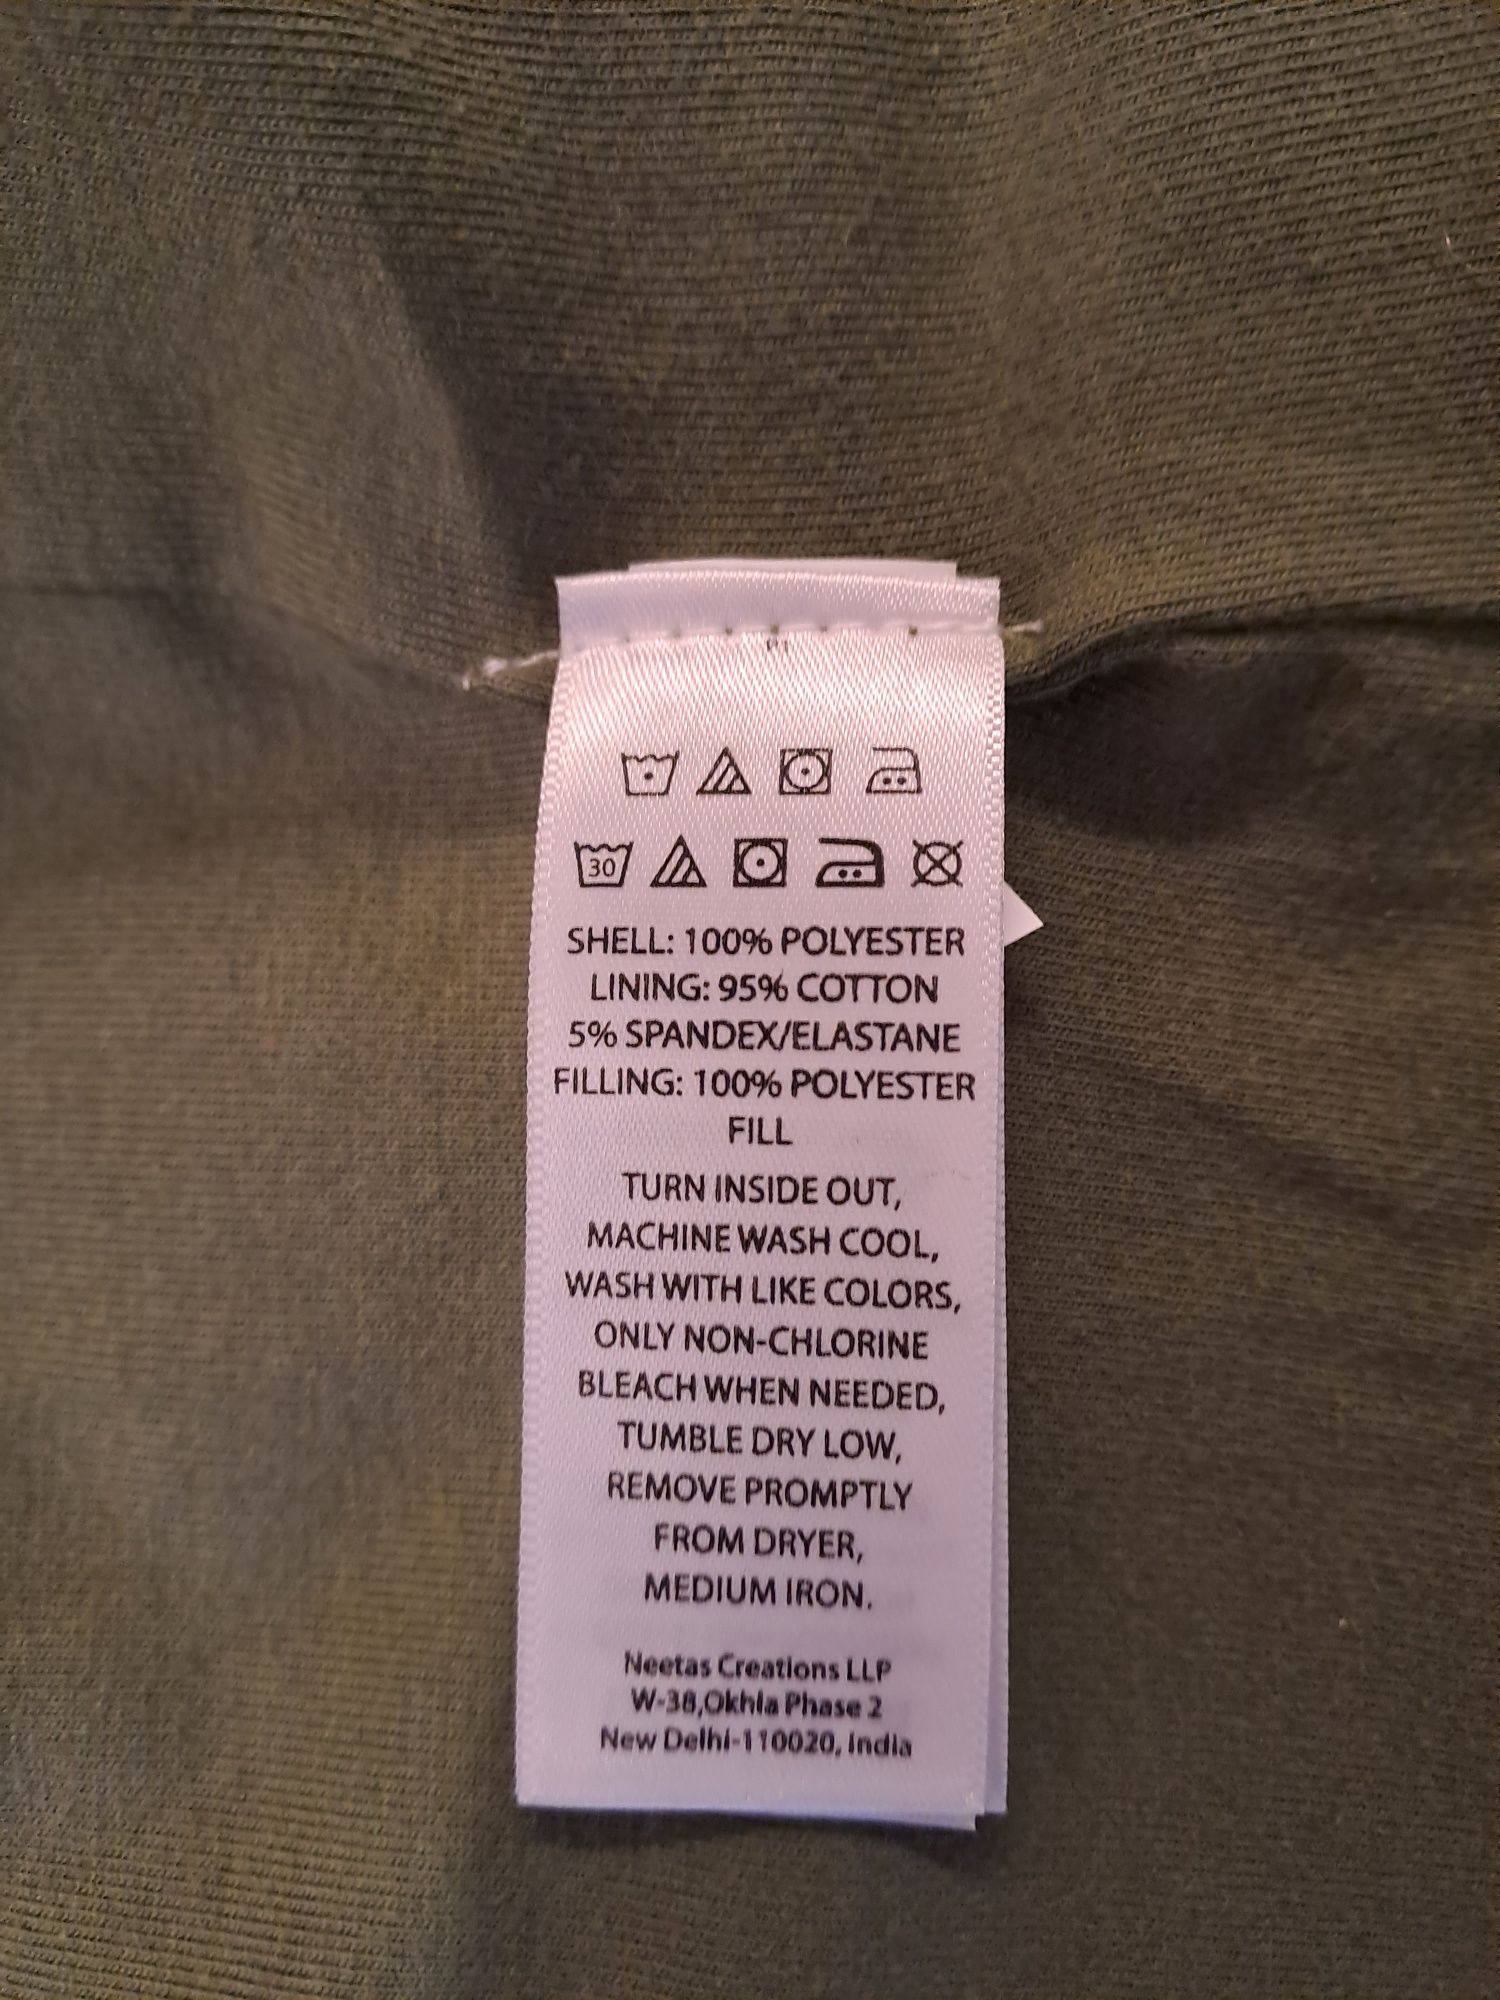 30
SHELL: 100% POLYESTER
LINING: 95% COTTON
5% SPANDEX/ELASTANE
FILLING: 100% POLYESTER
FILL
TURN INSIDE OUT,
MACHINE WASH COOL,
WASH WITH LIKE COLORS,
ONLY NON-CHLORINE
BLEACH WHEN NEEDED,
TUMBLE DRY LOW,
REMOVE PROMPTLY
FROM DRYER,
MEDIUM IRON.
Neetas Creations LLP
W-38,Okhla Phase 2
New Delhi-110020, India